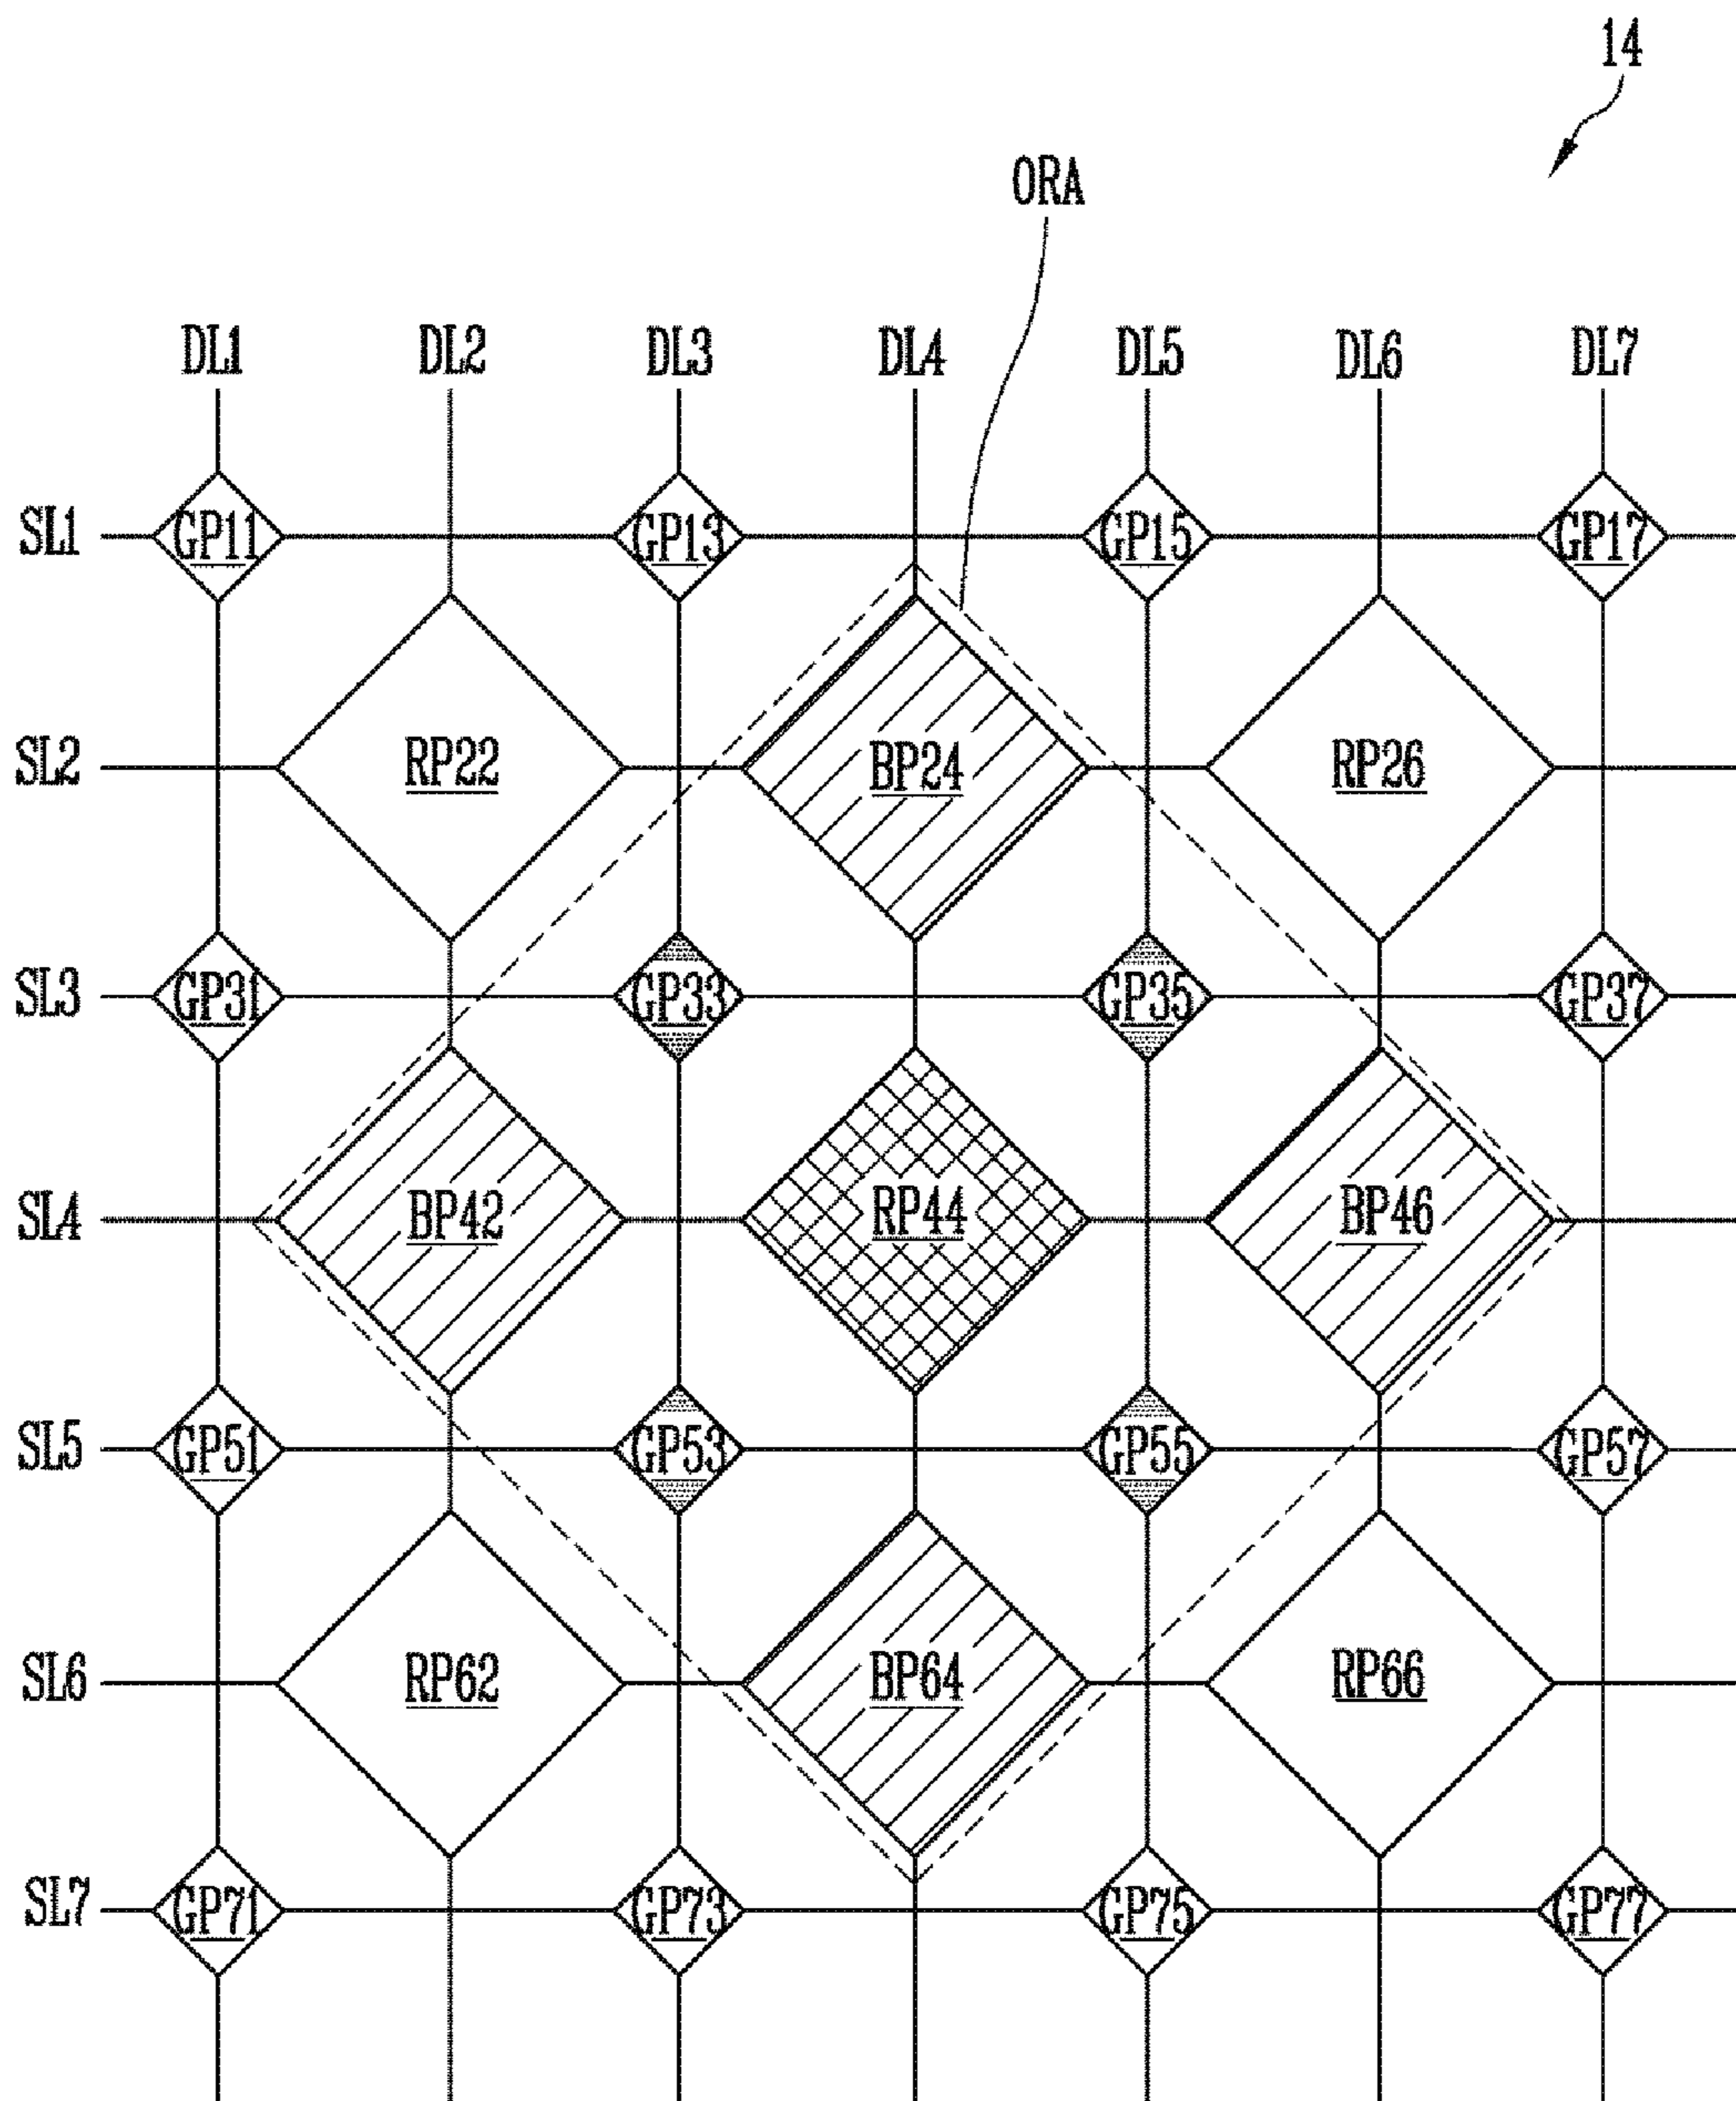 14
ORA
DL1 DL2 DL3 DL4 DL5 DL6 DL7
SL1 GP11 GP13 GP15 GP17
SL2 RP22 BP24 RP26
SL3 GP31 GP33 GP35 GP37
SL4 BP42 RP44 BP46
SL5 GP51 GP53 GP55 GP57
SL6 RP62 BP64 RP66
SL7 GP71 GP73 GP75 GP77